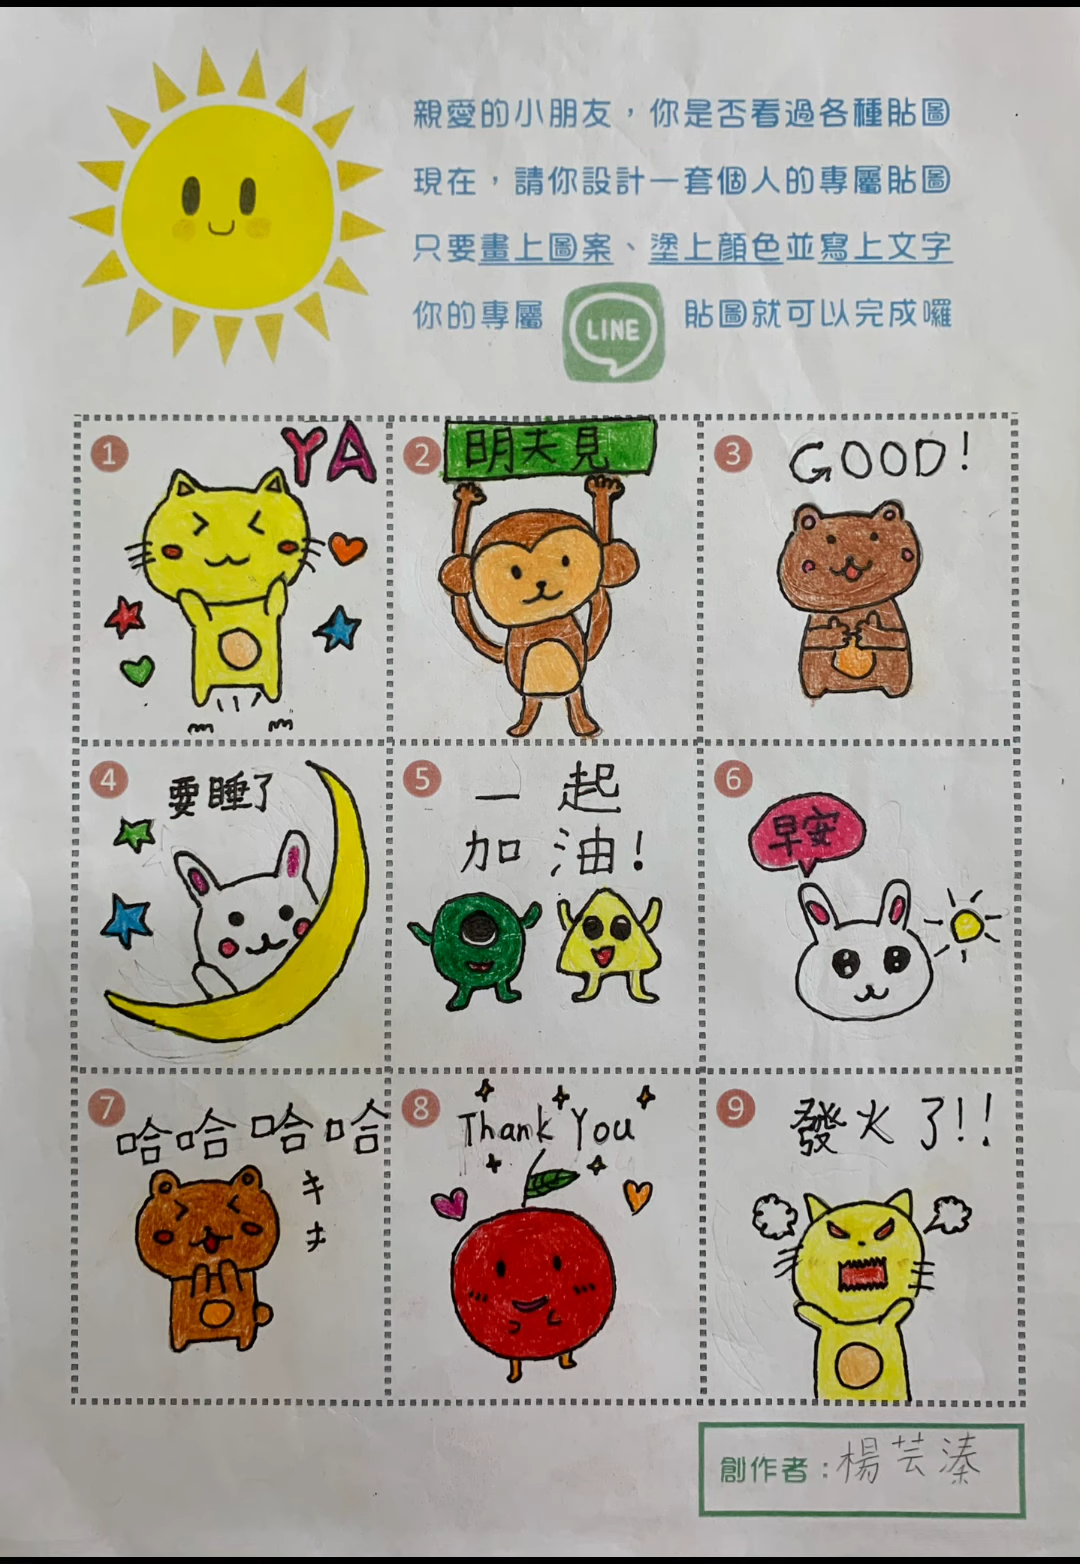 親愛的小朋友，你是否看過各種貼圖
現在，請你設計一套個人的專屬貼圖
只要畫上圖案、塗上顏色並寫上文字
你的專屬 LINE 貼圖就可以完成囉
1
YA
2
明天見
3
GOOD!
4
要睡了
5
一起
加油!
6
早安
7
哈哈哈哈
キ
キ
8
Thank You
9
發火了!!
創作者：楊芸溱